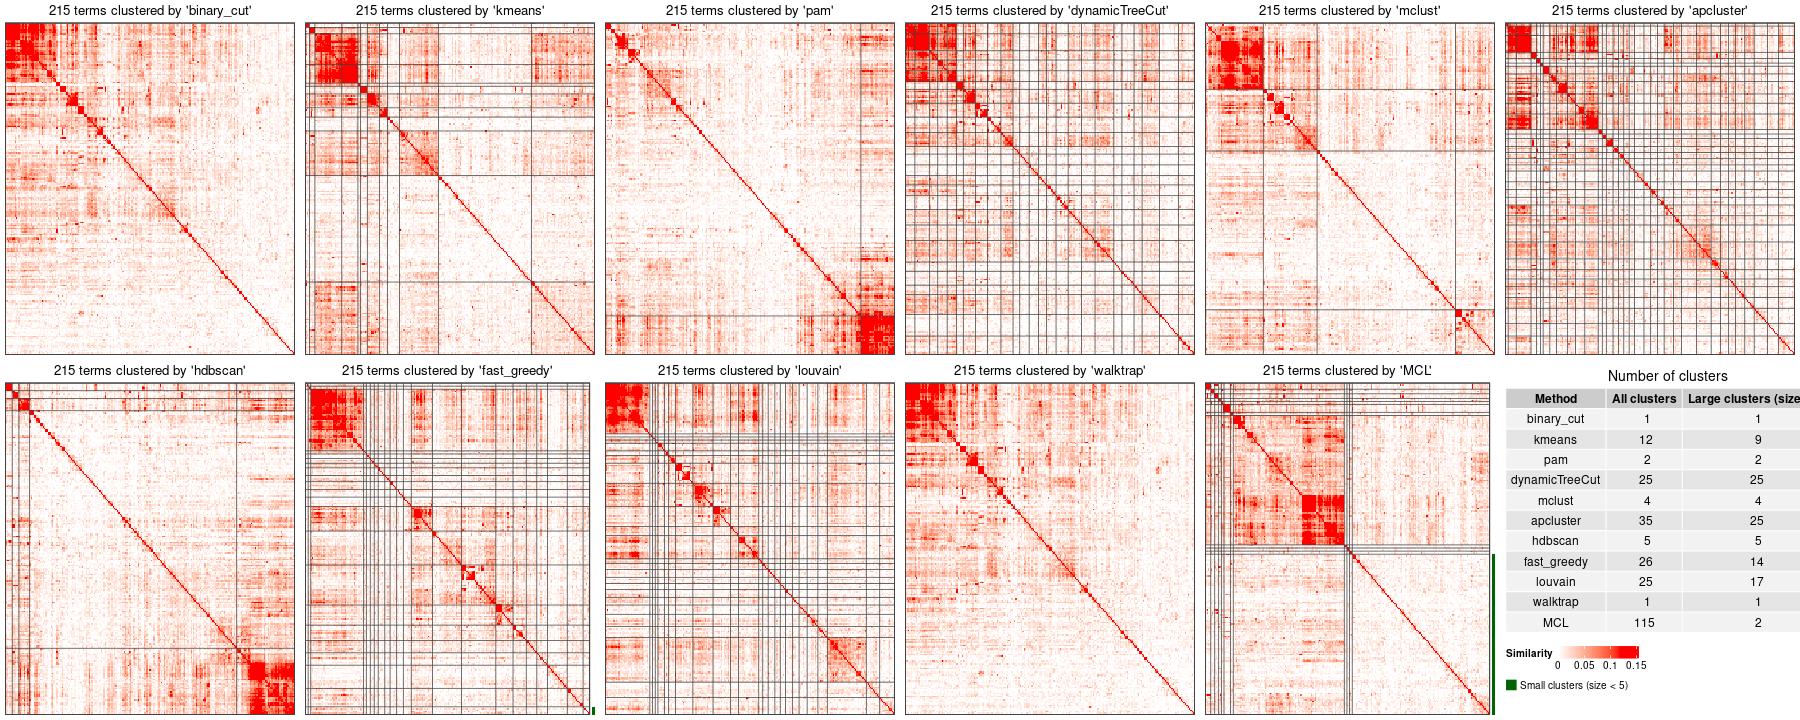 215 terms clustered by 'binary_cut'
215 terms clustered by 'kmeans'
215 terms clustered by 'pam'
215 terms clustered by 'dynamicTreeCut'
215 terms clustered by 'mclust'
215 terms clustered by 'apcluster'
215 terms clustered by 'hdbscan'
215 terms clustered by 'fast_greedy'
215 terms clustered by 'louvain'
215 terms clustered by 'walktrap'
215 terms clustered by 'MCL'
Number of clusters
Method All clusters Large clusters (size
binary_cut 1 1
kmeans 12 9
pam 2 2
dynamicTreeCut 25 25
mclust 4 4
apcluster 35 25
hdbscan 5 5
fast_greedy 26 14
louvain 25 17
walktrap 1 1
MCL 115 2
Similarity
0 0.05 0.1 0.15
Small clusters (size < 5)